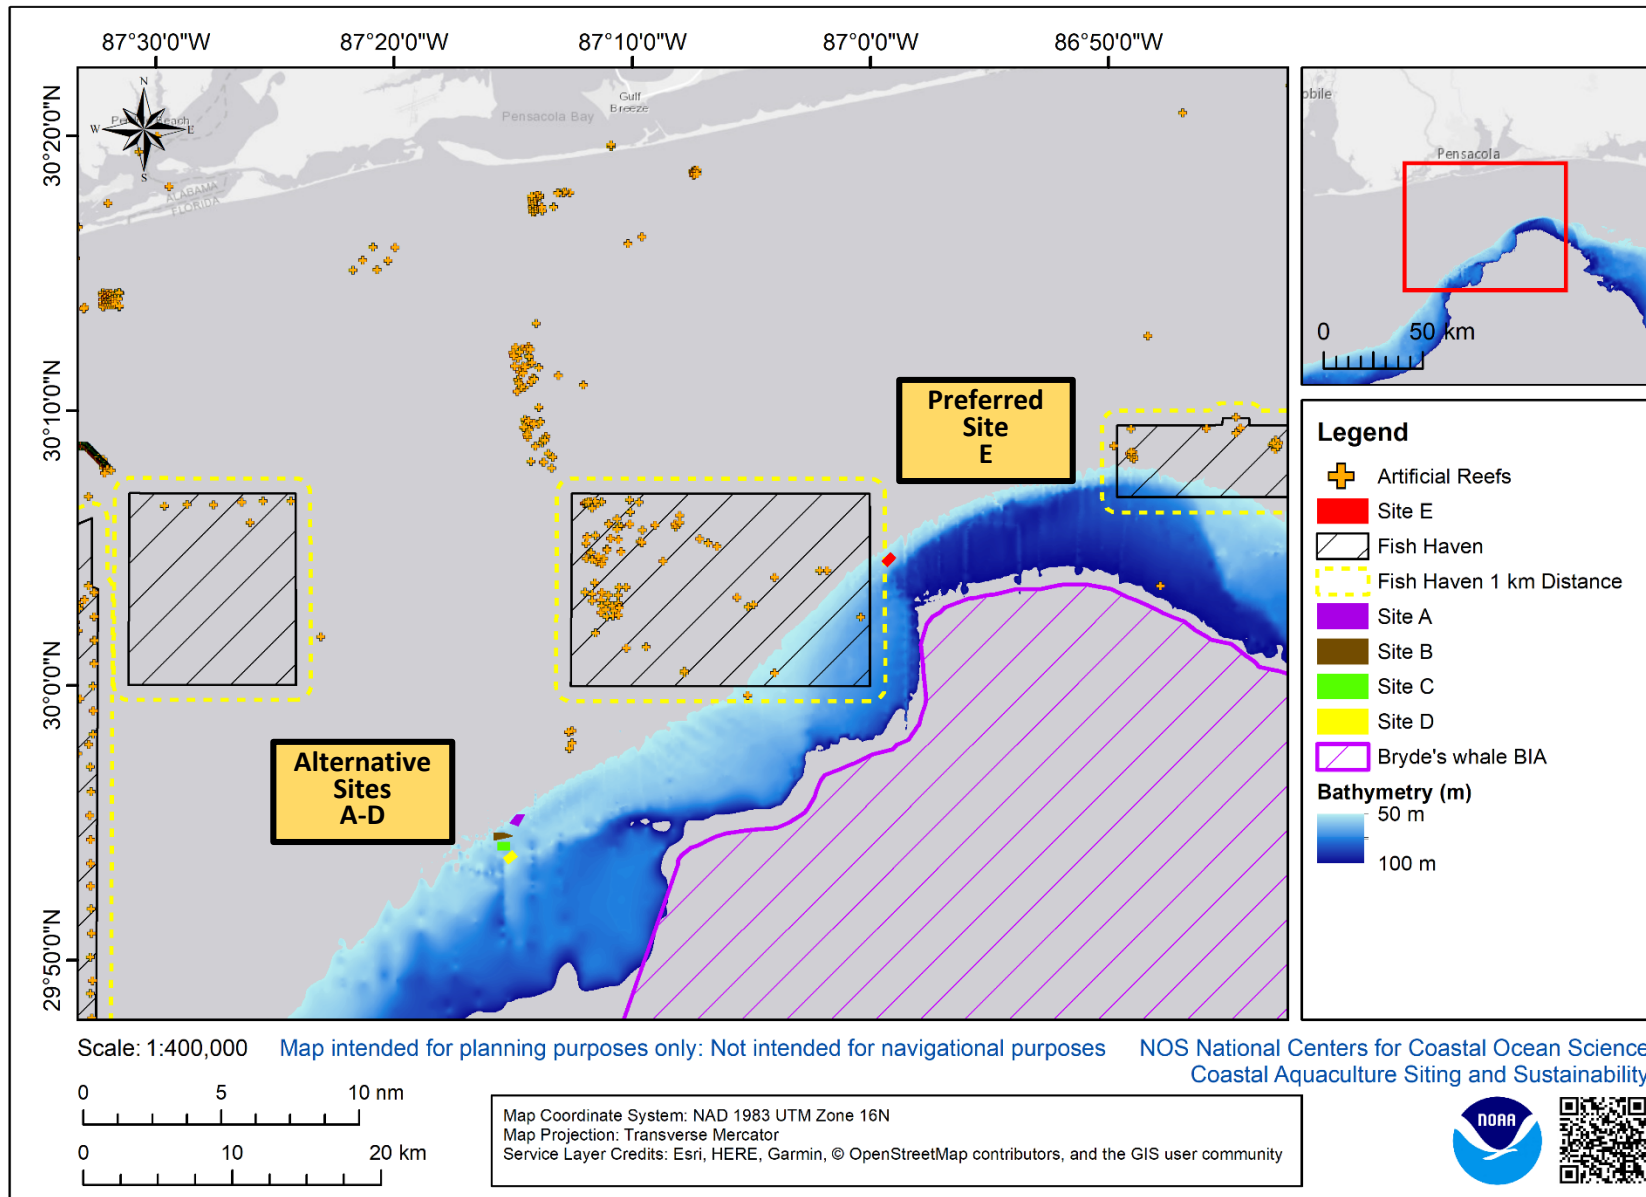 87°30'0"W
87°20'0"W
87°10'0"W
87°0'0"W
86°50'0"W
30°20'0"N
30°10'0"N
30°0'0"N
29°50'0"N
N
W
E
S
Beach
ALABAMA
FLORIDA
Pensacola Bay
Gulf
Breeze
Preferred
Site
E
Alternative
Sites
A-D
obile
Pensacola
0 50 km
Legend
Artificial Reefs
Site E
Fish Haven
Fish Haven 1 km Distance
Site A
Site B
Site C
Site D
Bryde's whale BIA
Bathymetry (m)
50 m
100 m
Scale: 1:400,000
Map intended for planning purposes only: Not intended for navigational purposes
NOS National Centers for Coastal Ocean Science
Coastal Aquaculture Siting and Sustainability
0 5 10 nm
0 10 20 km
Map Coordinate System: NAD 1983 UTM Zone 16N
Map Projection: Transverse Mercator
Service Layer Credits: Esri, HERE, Garmin, © OpenStreetMap contributors, and the GIS user community
NOAA